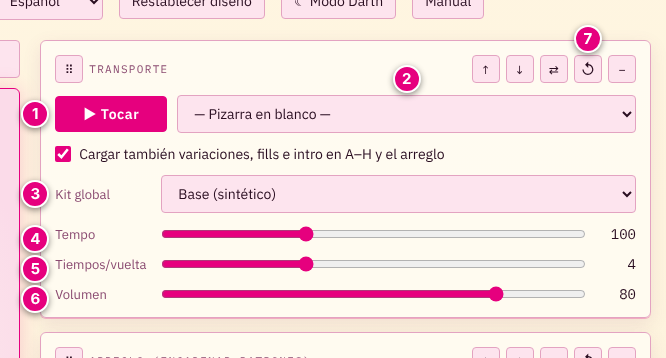 Español
Restablecer diseño
☾ Modo Darth
Manual
7
⠿ TRANSPORTE
↑ ↓ ⇄ ↺ −
2
1
▶ Tocar
— Pizarra en blanco —
Cargar también variaciones, fills e intro en A–H y el arreglo
3
Kit global
Base (sintético)
4
Tempo 100
5
Tiempos/vuelta 4
6
Volumen 80